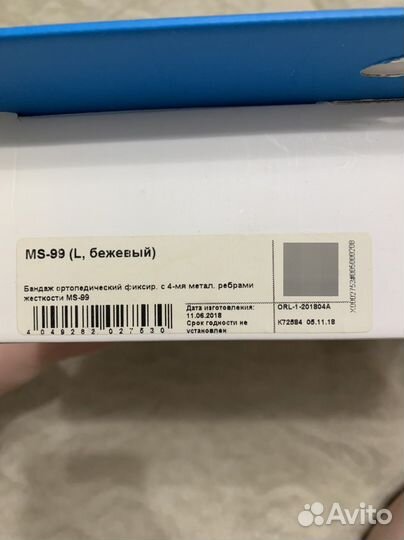 MS-99 (L, бежевый)
Бандаж ортопедический фиксир. с 4-мя метал. ребрами
жесткости MS-99
4 049282 027530
Дата изготовления:
11.06.2018
Срок годности не
установлен
ORL-1-201804A
K72584 05.11.18
Avito